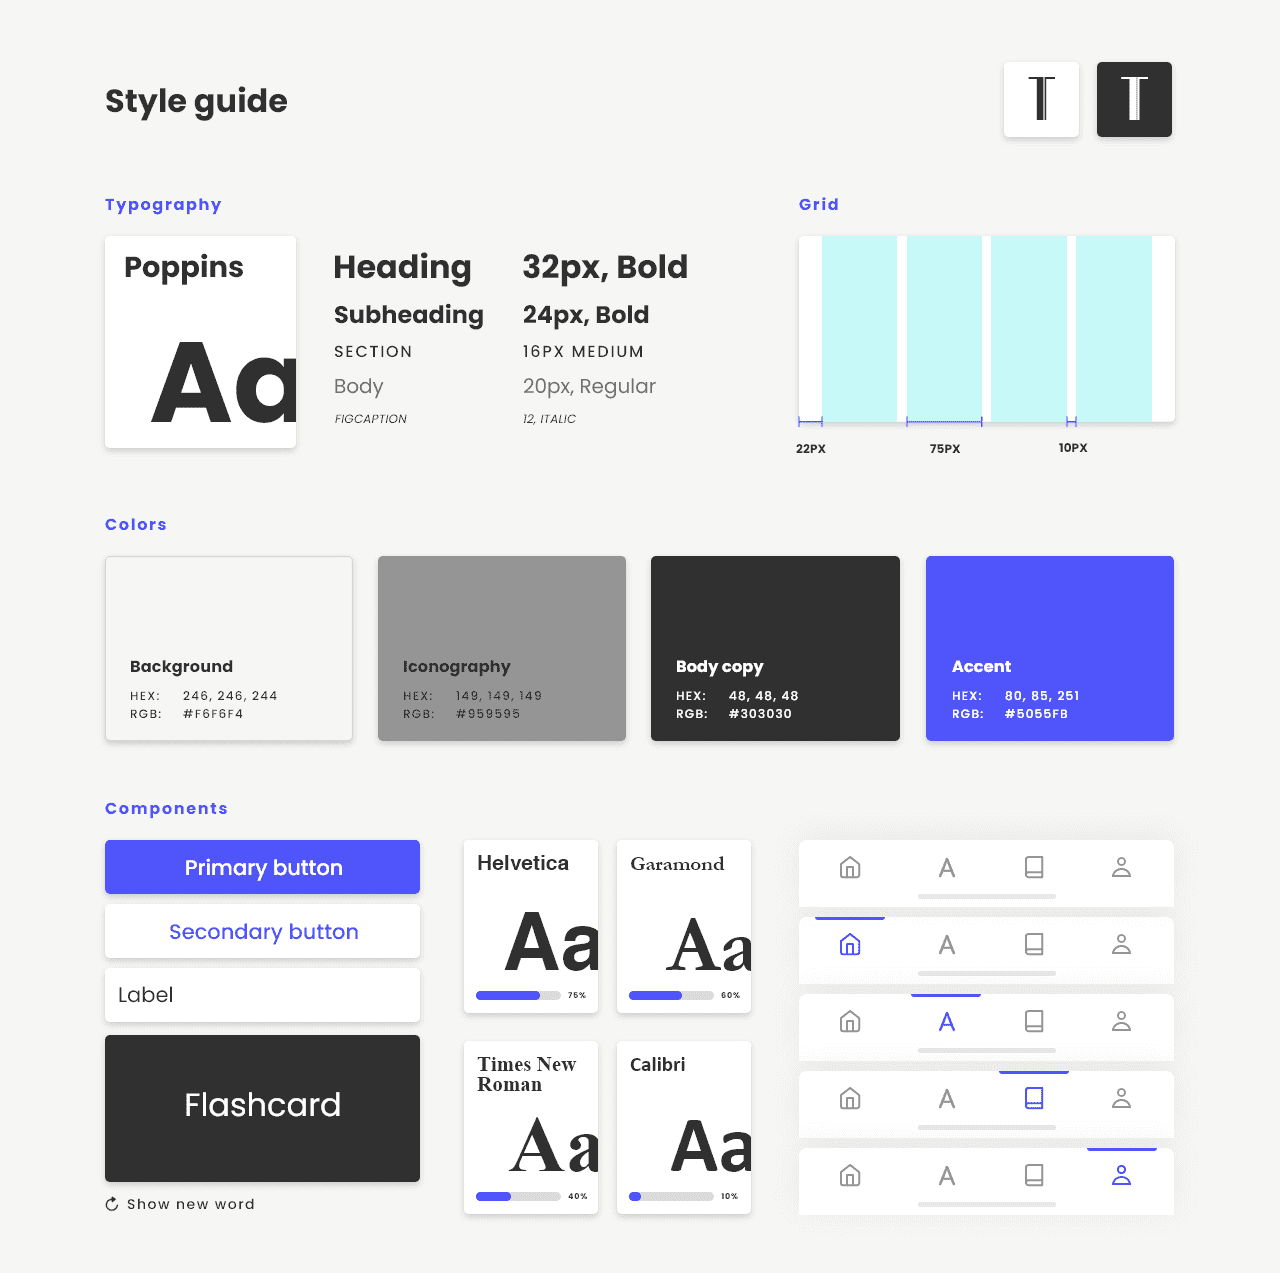 Style guide
T T
Typography
Poppins
Aa
Heading 32px, Bold
Subheading 24px, Bold
SECTION 16PX MEDIUM
Body 20px, Regular
FIGCAPTION 12, ITALIC
Grid
22PX 75PX 10PX
Colors
Background
HEX: 246, 246, 244
RGB: #F6F6F4
Iconography
HEX: 149, 149, 149
RGB: #959595
Body copy
HEX: 48, 48, 48
RGB: #303030
Accent
HEX: 80, 85, 251
RGB: #5055FB
Components
Primary button
Secondary button
Label
Flashcard
Show new word
Helvetica
Aa
75%
Garamond
Aa
60%
Times New
Roman
Aa
40%
Calibri
Aa
10%
A
A
A
A
A